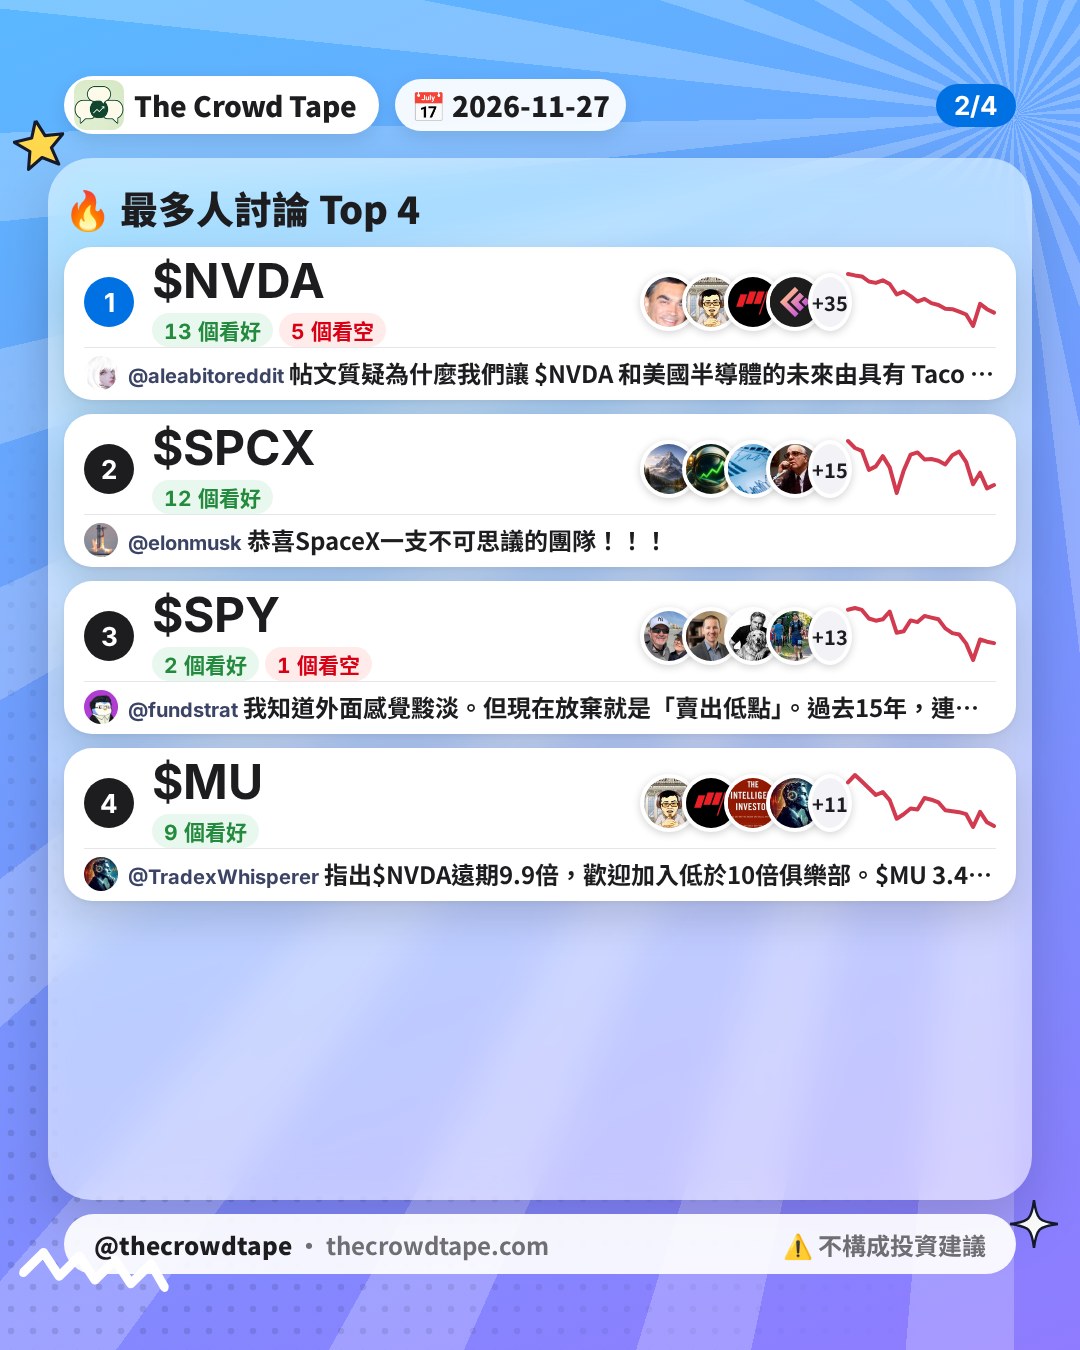 The Crowd Tape
July 17 2026-11-27
2/4
🔥 最多人討論 Top 4
1 $NVDA
+35
13 個看好 5 個看空
@aleabitoreddit 帖文質疑為什麼我們讓 $NVDA 和美國半導體的未來由具有 Taco …
2 $SPCX
+15
12 個看好
@elonmusk 恭喜SpaceX一支不可思議的團隊！！！
3 $SPY
+13
2 個看好 1 個看空
@fundstrat 我知道外面感覺黢淡。但現在放棄就是「賣出低點」。過去15年，連…
4 $MU
THE INTELLIGE INVESTO
+11
9 個看好
@TradexWhisperer 指出$NVDA遠期9.9倍，歡迎加入低於10倍俱樂部。$MU 3.4…
@thecrowdtape • thecrowdtape.com
⚠️ 不構成投資建議